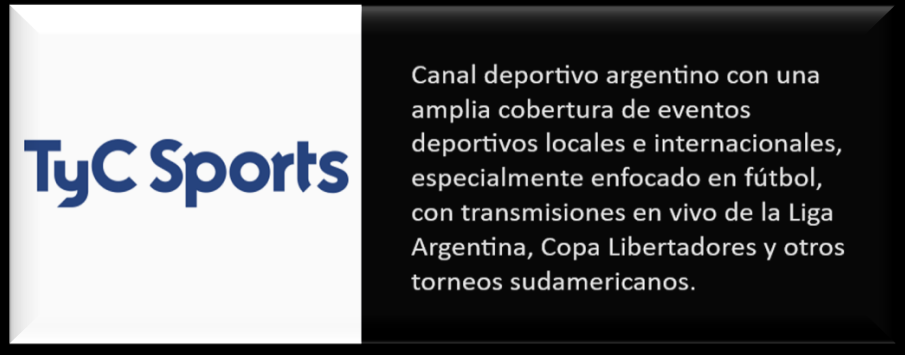 TyC Sports
Canal deportivo argentino con una
amplia cobertura de eventos
deportivos locales e internacionales,
especialmente enfocado en fútbol,
con transmisiones en vivo de la Liga
Argentina, Copa Libertadores y otros
torneos sudamericanos.